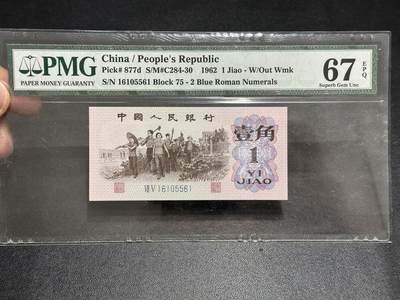 PMG
PAPER MONEY GUARANTY
China / People's Republic
Pick# 877d S/M#C284-30 1962 1 Jiao - W/Out Wmk
S/N 16105561 Block 75 - 2 Blue Roman Numerals
67 EPQ
Superb Gem Unc
中國人民銀行
壹角
1
YI
JIAO
16105561